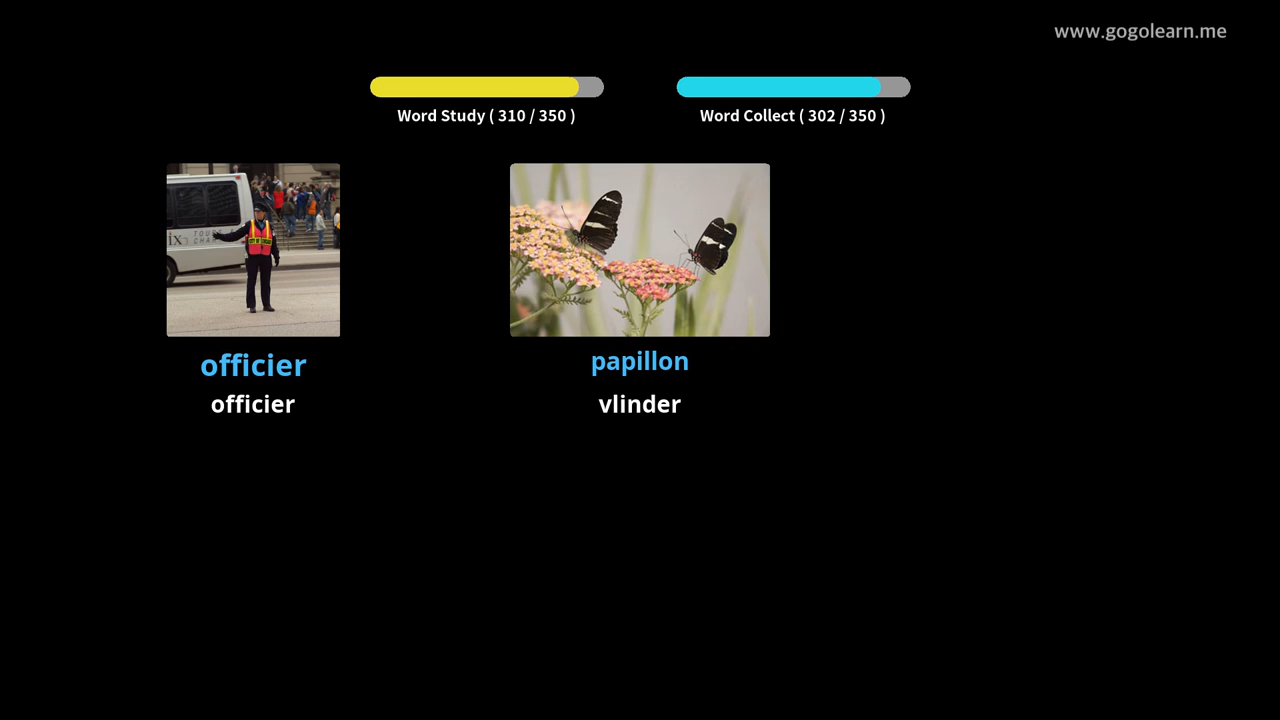 www.gogolearn.me
Word Study ( 310 / 350 )
Word Collect ( 302 / 350 )
officier
officier
papillon
vlinder